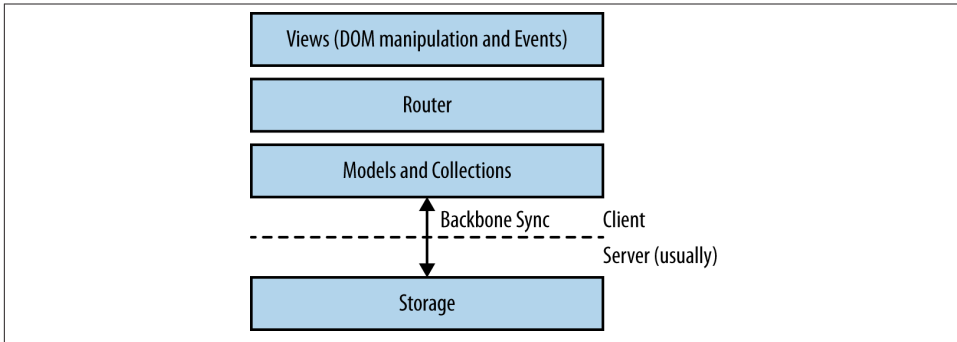 Views (DOM manipulation and Events)
Router
Models and Collections
Backbone Sync
Client
Server (usually)
Storage